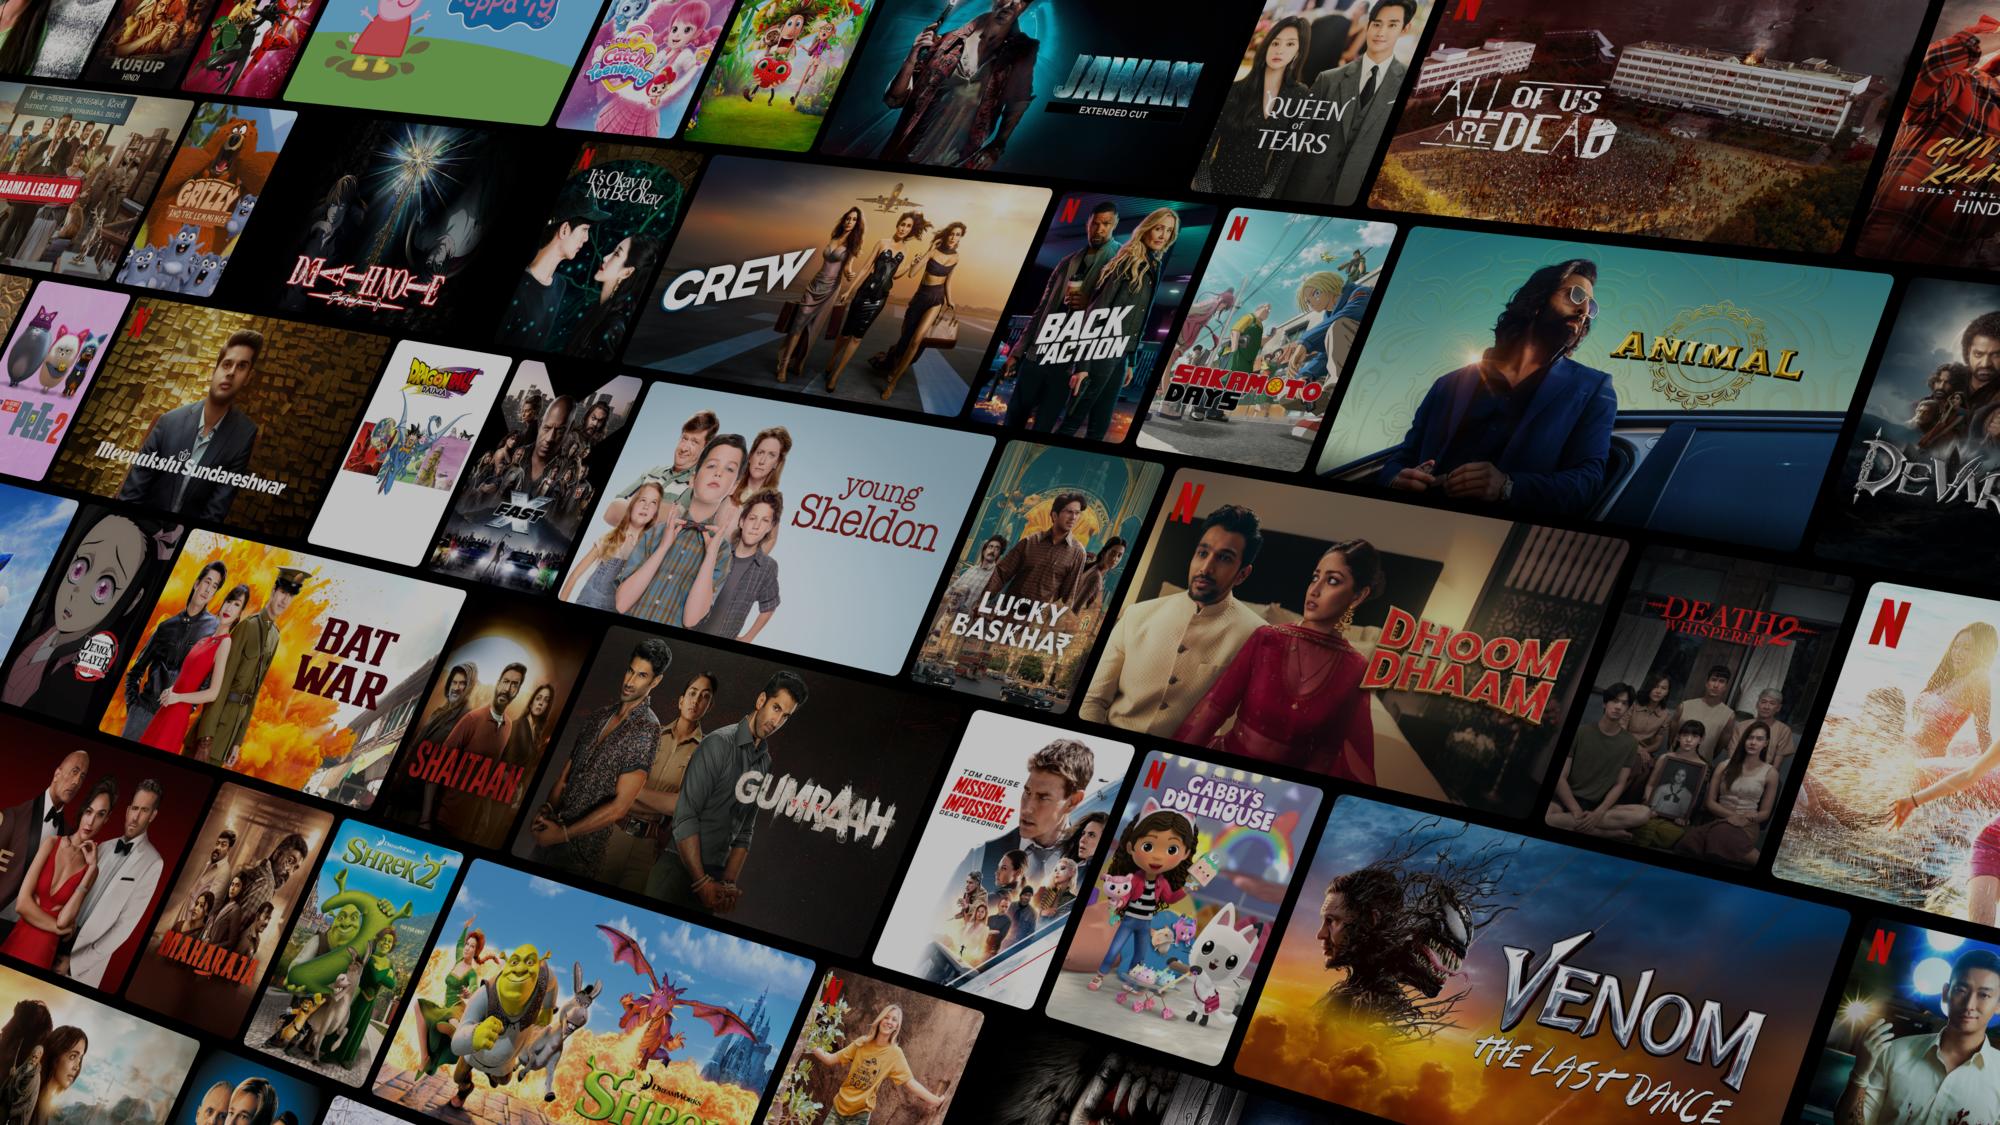 KURUP
HINDI
Catch!
Teenieping
JAWAN
EXTENDED CUT
QUEEN
of
TEARS
N
ALL OF US
ARE DEAD
HINDI
MAAMLA LEGAL HAI
GRIZZY
AND THE LEMMINGS
DEATH NOTE
N
It's Okay to
Not Be Okay
CREW
N
BACK
IN ACTION
N
SAKAMOTO
DAYS
ANIMAL
PETS 2
N
Meenakshi Sundareshwar
DRAGON BALL
DAIMA
FAST X
young
Sheldon
LUCKY
BASKHAR
N
DHOOM
DHAAM
DEATH
WHISPERER 2
N
DEMON
SLAYER
BAT
WAR
SHAITAAN
GUMRAAH
TOM CRUISE
MISSION:
IMPOSSIBLE
DEAD RECKONING
N
GABBY'S
DOLLHOUSE
VENOM
THE LAST DANCE
N
MAHARAJA
DREAMWORKS
SHREK 2
DREAMWORKS
N